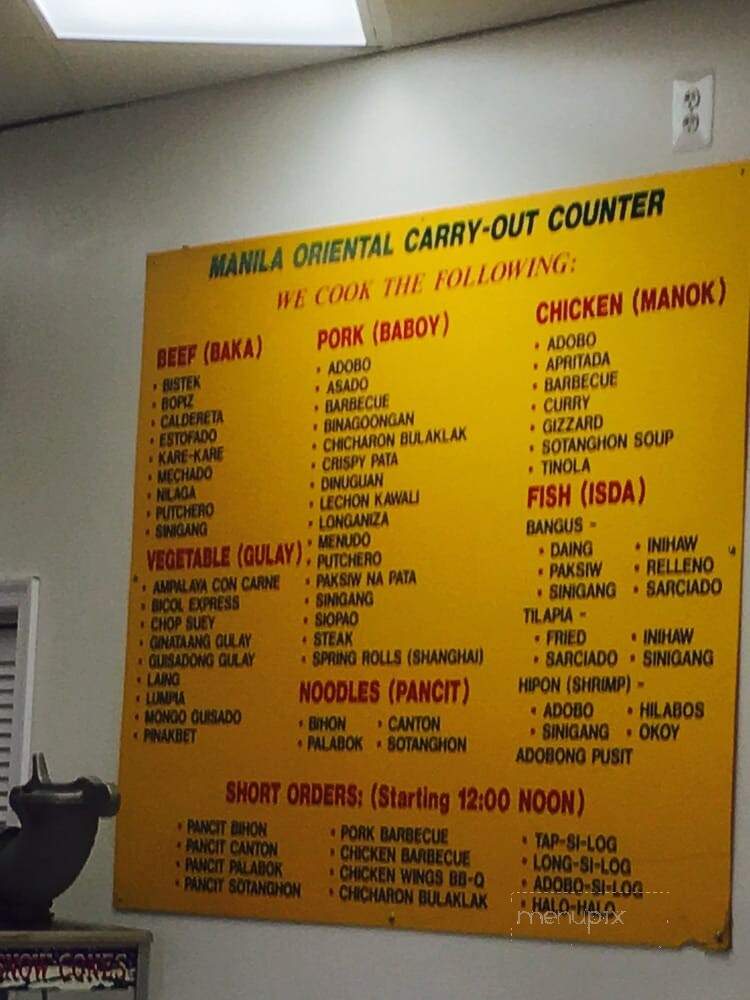 MANILA ORIENTAL CARRY-OUT COUNTER
WE COOK THE FOLLOWING:
BEEF (BAKA)
• BISTEK
• BOPIZ
• CALDERETA
• ESTOFADO
• KARE-KARE
• MECHADO
• NILAGA
• PUTCHERO
• SINIGANG
VEGETABLE (GULAY)
• AMPALAYA CON CARNE
• BICOL EXPRESS
• CHOP SUEY
• GINATAANG GULAY
• GUISADONG GULAY
• LAING
• LUMPIA
• MONGO GUISADO
• PINAKBET
PORK (BABOY)
• ADOBO
• ASADO
• BARBECUE
• BINAGOONGAN
• CHICHARON BULAKLAK
• CRISPY PATA
• DINUGUAN
• LECHON KAWALI
• LONGANIZA
• MENUDO
• PUTCHERO
• PAKSIW NA PATA
• SINIGANG
• SIOPAO
• STEAK
• SPRING ROLLS (SHANGHAI)
NOODLES (PANCIT)
• BIHON • CANTON
• PALABOK • SOTANGHON
CHICKEN (MANOK)
• ADOBO
• APRITADA
• BARBECUE
• CURRY
• GIZZARD
• SOTANGHON SOUP
• TINOLA
FISH (ISDA)
BANGUS -
• DAING • INIHAW
• PAKSIW • RELLENO
• SINIGANG • SARCIADO
TILAPIA -
• FRIED • INIHAW
• SARCIADO • SINIGANG
HIPON (SHRIMP) -
• ADOBO • HILABOS
• SINIGANG • OKOY
ADOBONG PUSIT
SHORT ORDERS: (Starting 12:00 NOON)
• PANCIT BIHON
• PANCIT CANTON
• PANCIT PALABOK
• PANCIT SOTANGHON
• PORK BARBECUE
• CHICKEN BARBECUE
• CHICKEN WINGS BB-Q
• CHICHARON BULAKLAK
• TAP-SI-LOG
• LONG-SI-LOG
• ADOBO-SI-LOG
• HALO-HALO
menupix
SNOW CONES